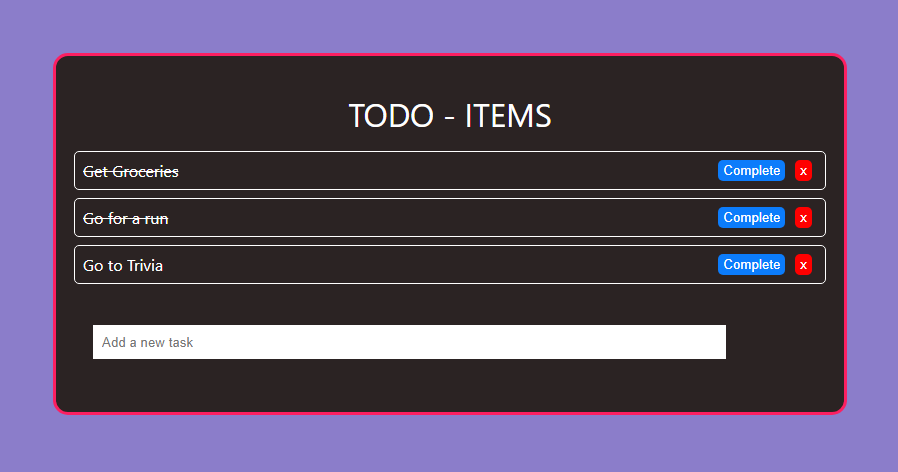 TODO - ITEMS
Get Groceries Complete x
Go for a run Complete x
Go to Trivia Complete x
Add a new task